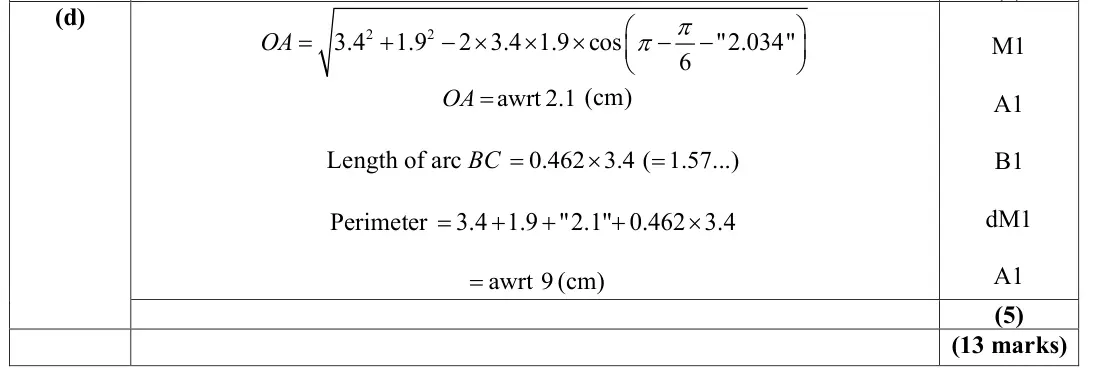 (d)
OA = √(3.4² + 1.9² − 2 × 3.4 × 1.9 × cos(π − π/6 − "2.034")) M1
OA = awrt 2.1 (cm) A1
Length of arc BC = 0.462 × 3.4 (= 1.57...) B1
Perimeter = 3.4 + 1.9 + "2.1" + 0.462 × 3.4 dM1
= awrt 9 (cm) A1
(5)
(13 marks)